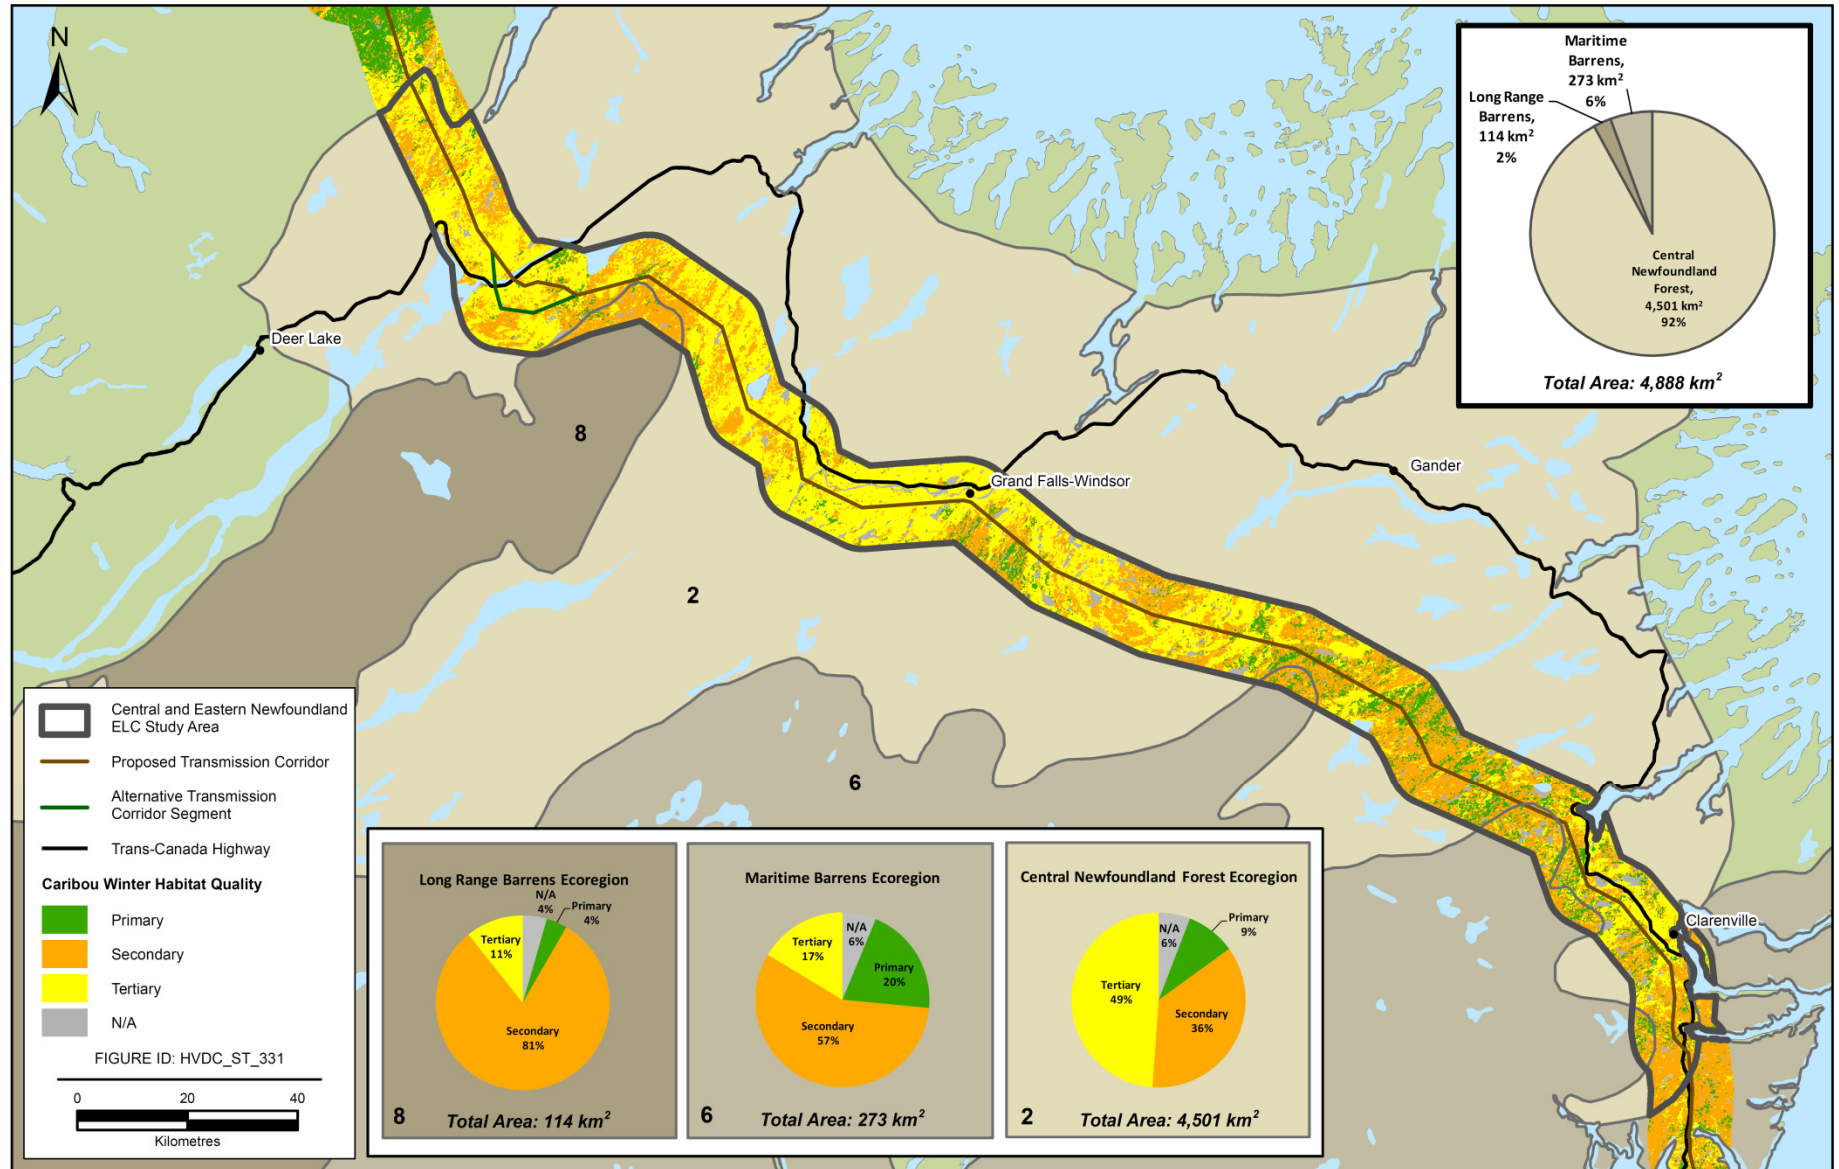 N
Maritime
Barrens,
273 km²
6%
Long Range
Barrens,
114 km²
2%
Central
Newfoundland
Forest,
4,501 km²
92%
Total Area: 4,888 km²
Deer Lake
8
Grand Falls-Windsor
Gander
2
6
Clarenville
Central and Eastern Newfoundland
ELC Study Area
Proposed Transmission Corridor
Alternative Transmission
Corridor Segment
Trans-Canada Highway
Caribou Winter Habitat Quality
Primary
Secondary
Tertiary
N/A
FIGURE ID: HVDC_ST_331
0 20 40
Kilometres
Long Range Barrens Ecoregion
N/A
4%
Primary
4%
Tertiary
11%
Secondary
81%
8 Total Area: 114 km²
Maritime Barrens Ecoregion
N/A
6%
Tertiary
17%
Primary
20%
Secondary
57%
6 Total Area: 273 km²
Central Newfoundland Forest Ecoregion
N/A
6%
Primary
9%
Tertiary
49%
Secondary
36%
2 Total Area: 4,501 km²